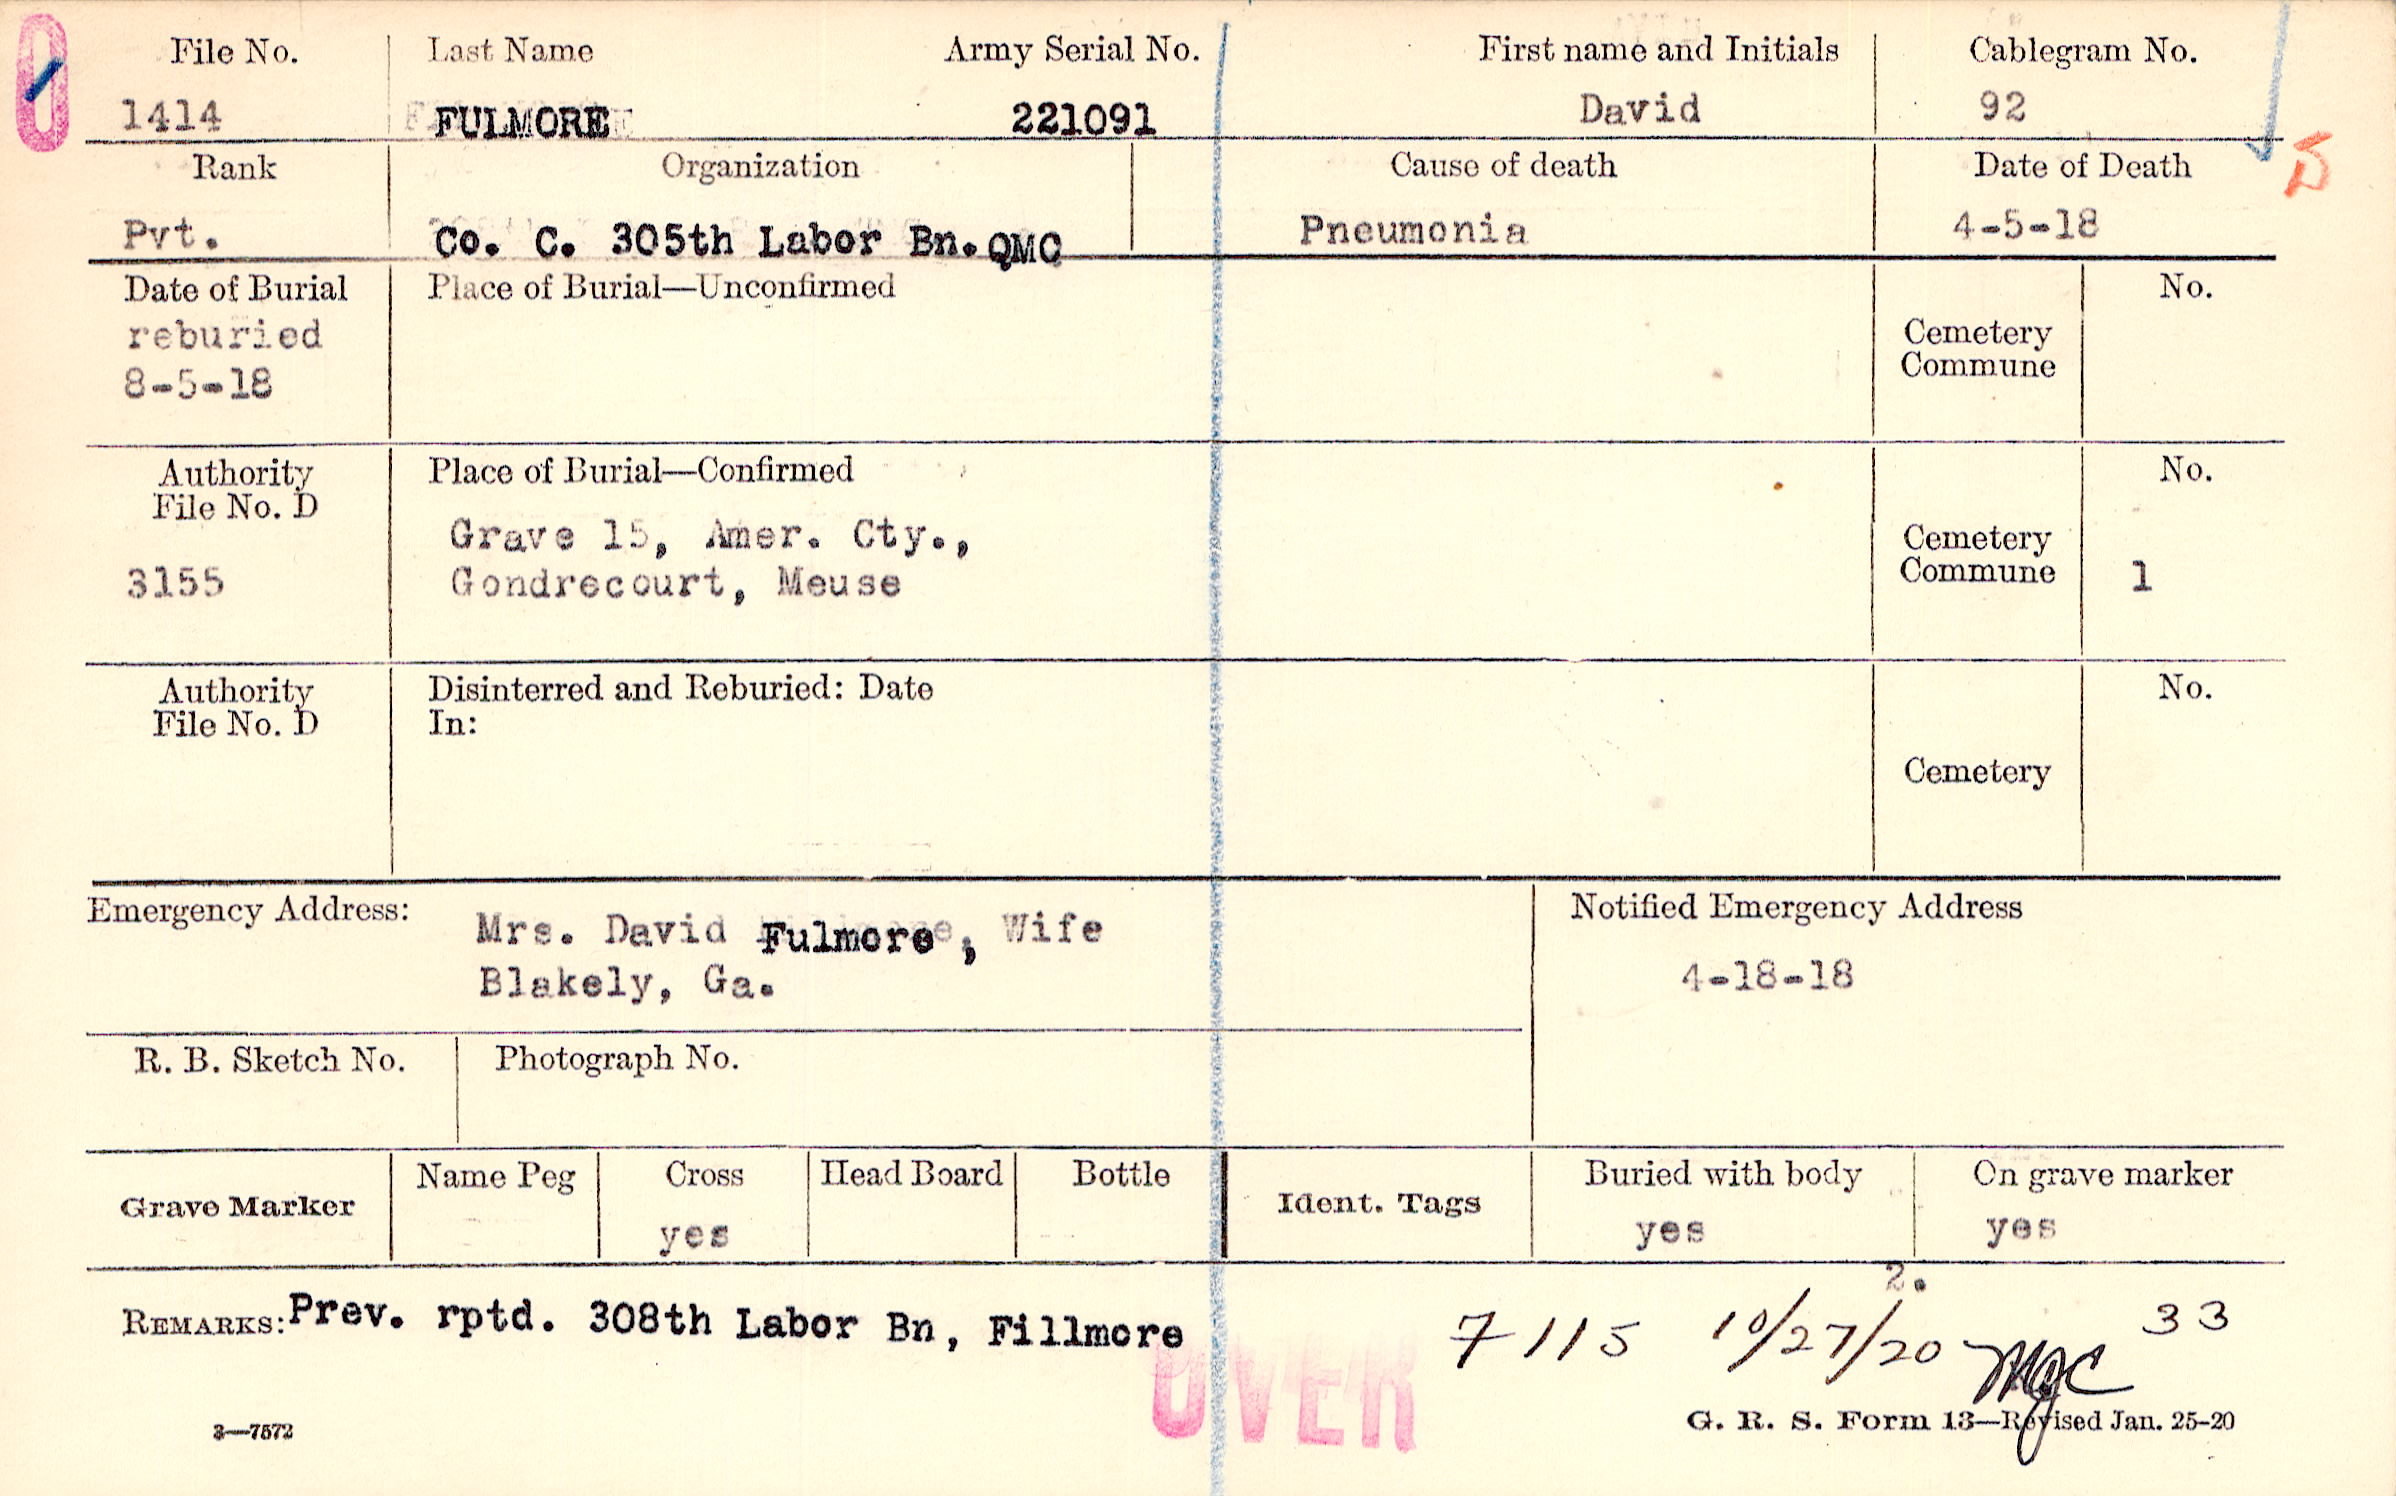 File No. Last Name Army Serial No. First name and Initials Cablegram No.
1414 FULMORE 221091 David 92
Rank Organization Cause of death Date of Death
Pvt. Co. C. 305th Labor Bn. QMC Pneumonia 4-5-18
Date of Burial Place of Burial—Unconfirmed No.
reburied
8-5-18
Cemetery
Commune
Authority Place of Burial—Confirmed No.
File No. D
3155
Grave 15, Amer. Cty.,
Gondrecourt, Meuse
Cemetery
Commune 1
Authority Disinterred and Reburied: Date No.
File No. D In:
Cemetery
Emergency Address: Mrs. David Fulmore, Wife
Blakely, Ga.
Notified Emergency Address
4-18-18
R. B. Sketch No. Photograph No.
Grave Marker Name Peg Cross Head Board Bottle Ident. Tags Buried with body On grave marker
yes yes yes
2.
REMARKS: Prev. rptd. 308th Labor Bn, Fillmore 7115 10/27/20 33
OVER
3—7572 G. R. S. Form 13—Revised Jan. 25-20